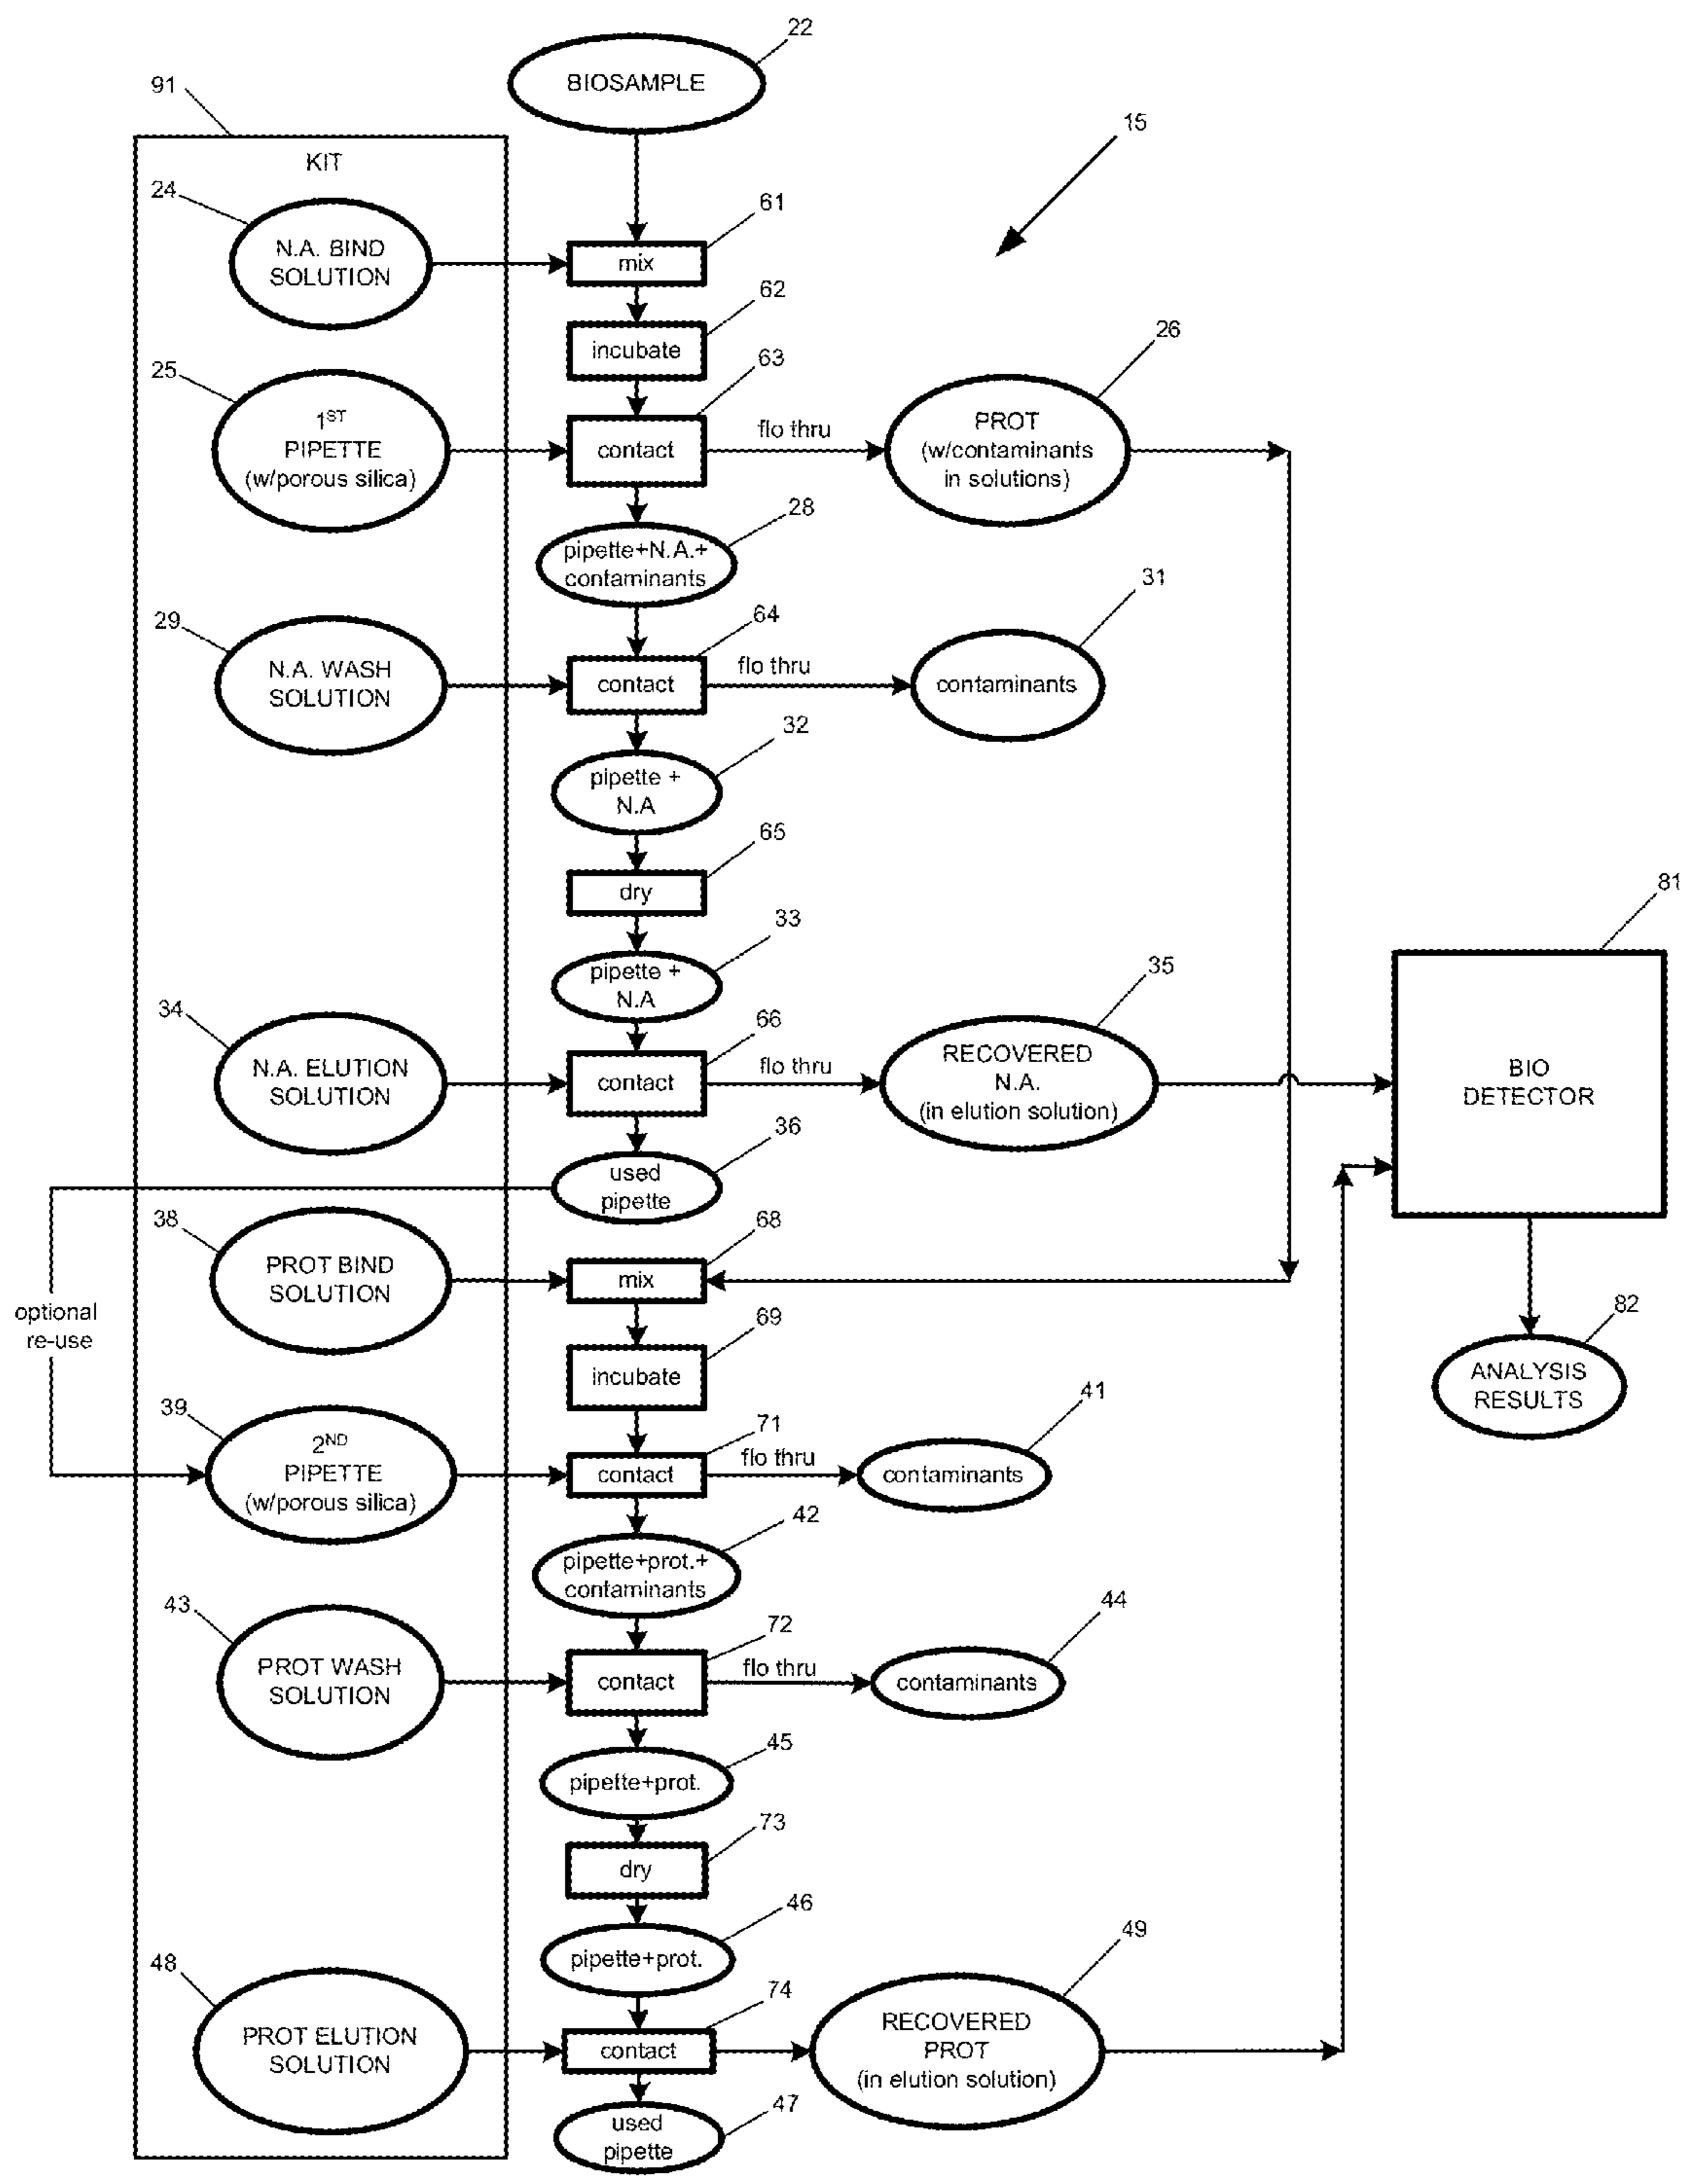 22
BIOSAMPLE
91
15
KIT
24
61
N.A. BIND
SOLUTION
mix
62
26
incubate
25
63
1ST
PIPETTE
(w/porous silica)
contact
flo thru
PROT
(w/contaminants
in solutions)
28
pipette+N.A.+
contaminants
31
29
64
N.A. WASH
SOLUTION
contact
flo thru
contaminants
32
pipette +
N.A
65
dry
81
33
pipette +
N.A
35
34
66
N.A. ELUTION
SOLUTION
contact
flo thru
RECOVERED
N.A.
(in elution solution)
BIO
DETECTOR
36
used
pipette
38
68
PROT BIND
SOLUTION
mix
optional
re-use
69
82
incubate
ANALYSIS
RESULTS
39
41
71
2ND
PIPETTE
(w/porous silica)
contact
flo thru
contaminants
42
pipette+prot.+
contaminants
43
44
72
PROT WASH
SOLUTION
contact
flo thru
contaminants
45
pipette+prot.
73
dry
46
pipette+prot.
49
48
74
PROT ELUTION
SOLUTION
contact
RECOVERED
PROT
(in elution solution)
47
used
pipette